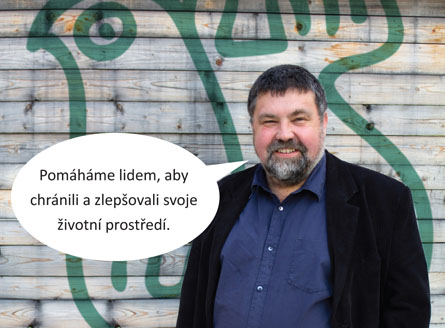 Pomáháme lidem, aby
chránili a zlepšovali svoje
životní prostředí.